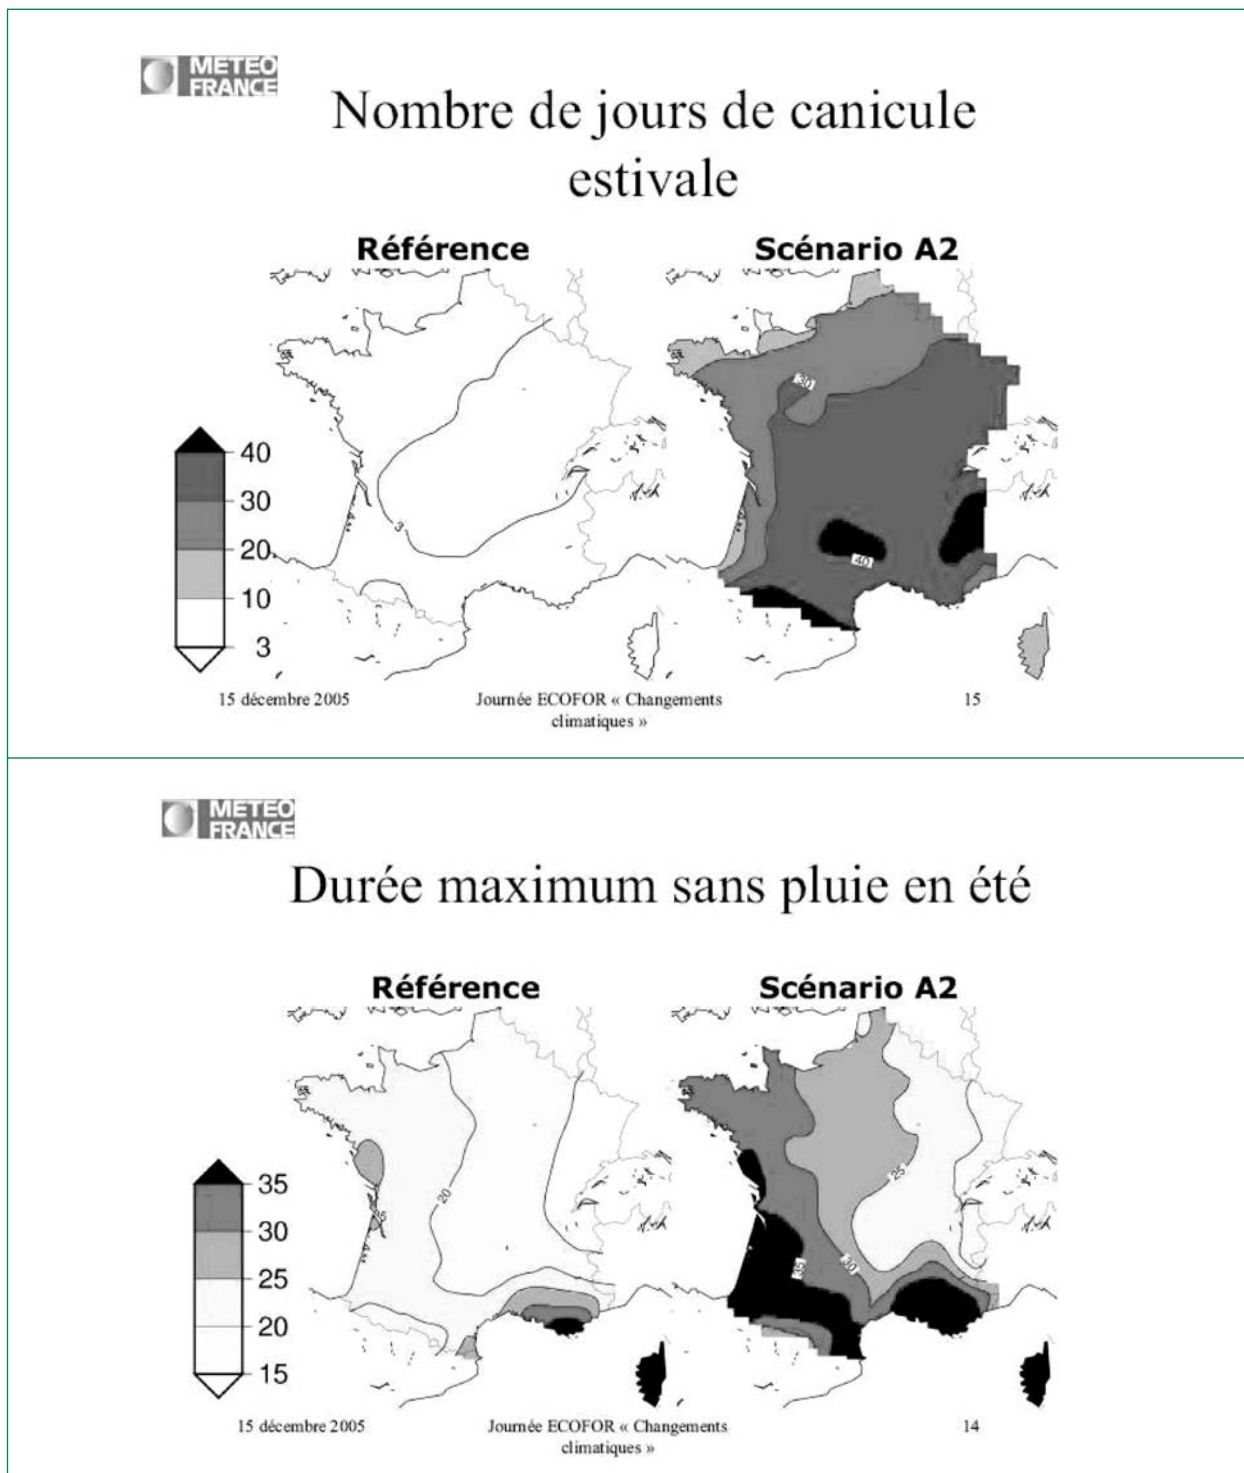 METEO
FRANCE
Nombre de jours de canicule
estivale
Référence
Scénario A2
3
30
40
40
30
20
10
3
15 décembre 2005
Journée ECOFOR « Changements
climatiques »
15
METEO
FRANCE
Durée maximum sans pluie en été
Référence
Scénario A2
20
25
25
30
35
35
30
25
20
15
15 décembre 2005
Journée ECOFOR « Changements
climatiques »
14